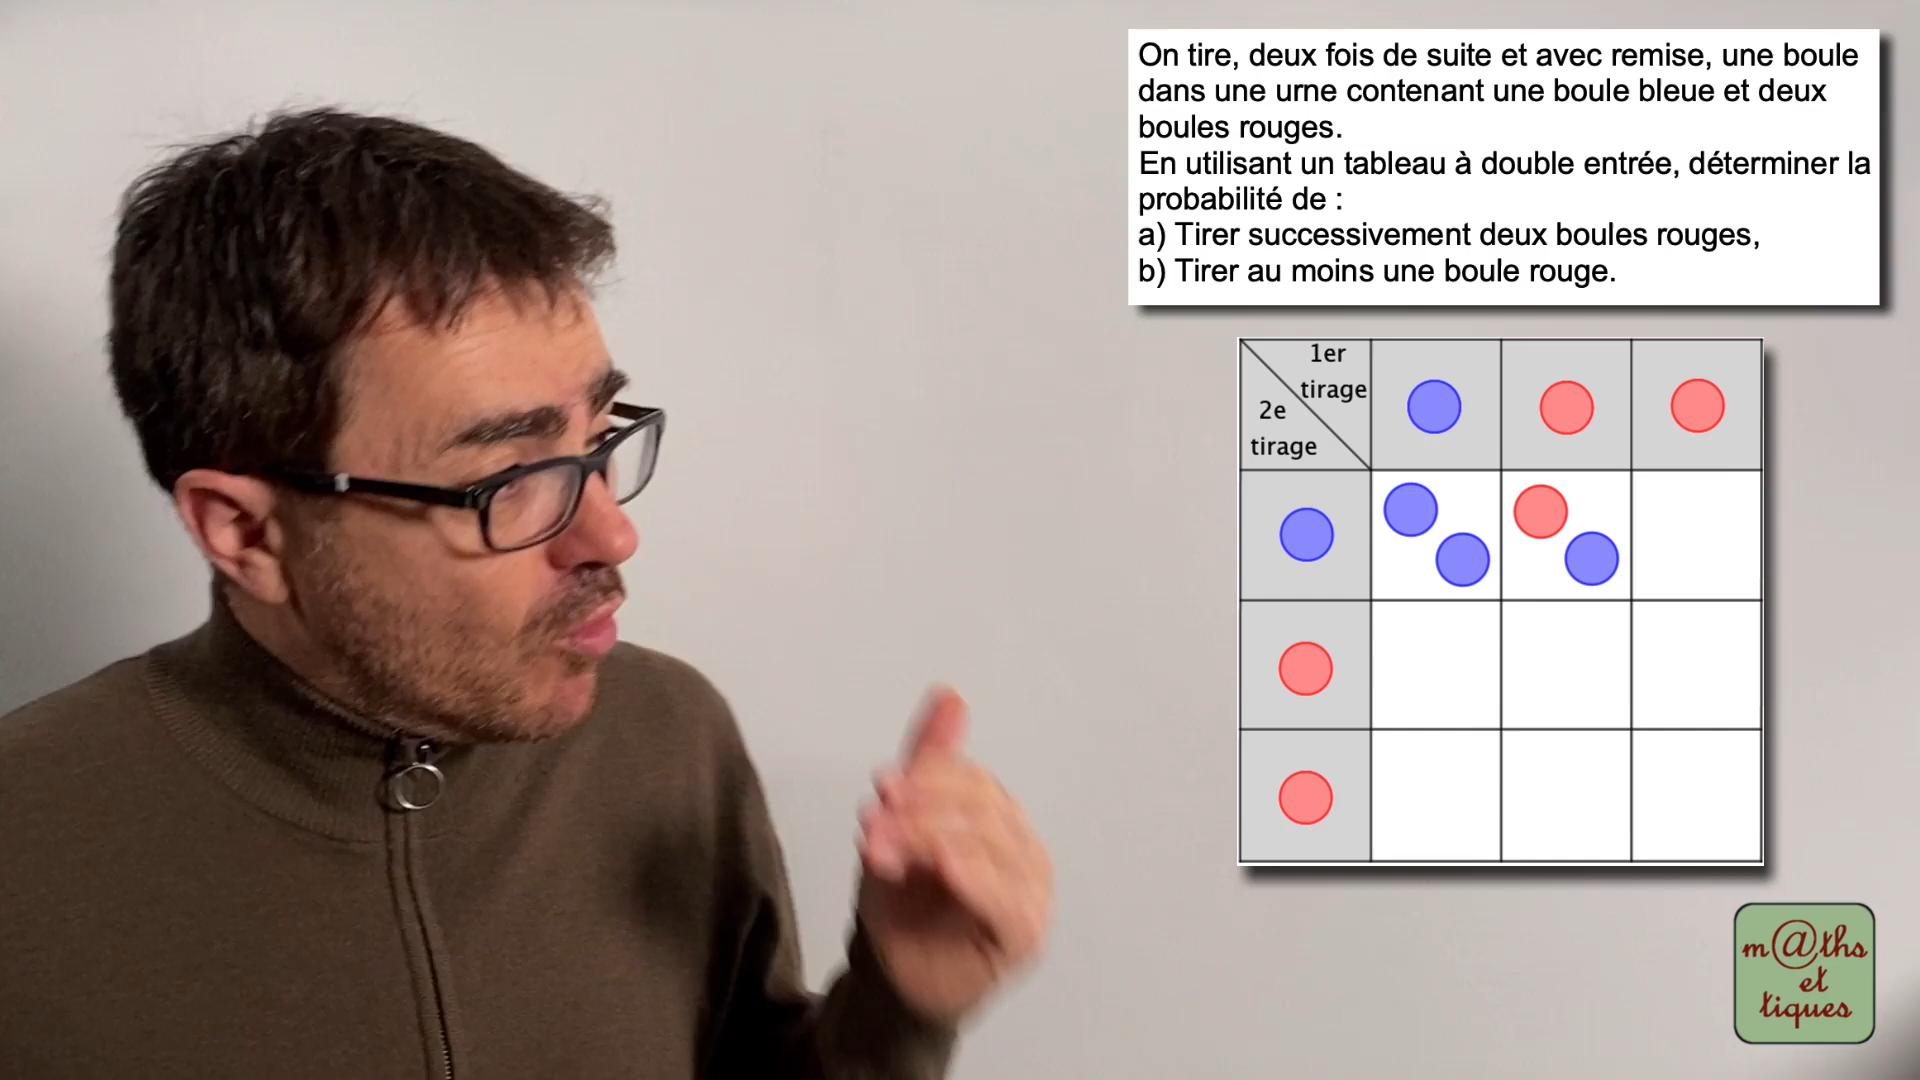 On tire, deux fois de suite et avec remise, une boule
dans une urne contenant une boule bleue et deux
boules rouges.
En utilisant un tableau à double entrée, déterminer la
probabilité de :
a) Tirer successivement deux boules rouges,
b) Tirer au moins une boule rouge.
1er
tirage
2e
tirage
m@ths
et
tiques